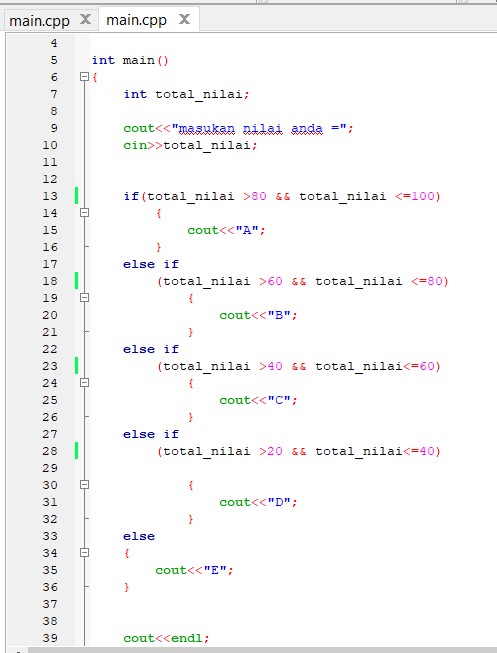 main.cpp main.cpp
4
5 int main()
6 {
7 int total_nilai;
8
9 cout<<"masukan nilai anda =";
10 cin>>total_nilai;
11
12
13 if(total_nilai >80 && total_nilai <=100)
14 {
15 cout<<"A";
16 }
17 else if
18 (total_nilai >60 && total_nilai <=80)
19 {
20 cout<<"B";
21 }
22 else if
23 (total_nilai >40 && total_nilai<=60)
24 {
25 cout<<"C";
26 }
27 else if
28 (total_nilai >20 && total_nilai<=40)
29
30 {
31 cout<<"D";
32 }
33 else
34 {
35 cout<<"E";
36 }
37
38
39 cout<<endl;